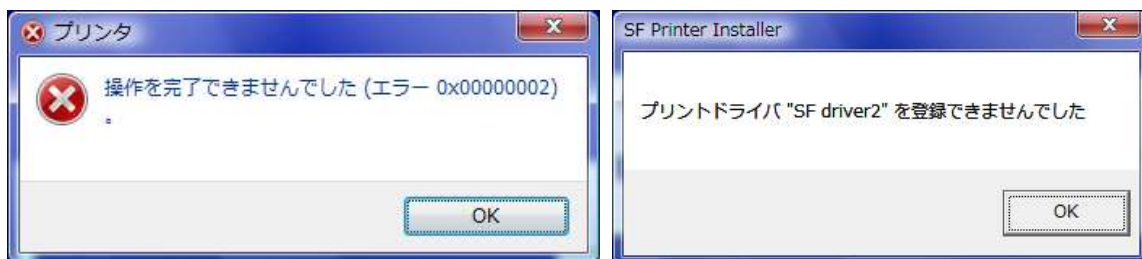 プリンタ
操作を完了できませんでした (エラー 0x00000002)
。
OK
SF Printer Installer
プリントドライバ "SF driver2" を登録できませんでした
OK